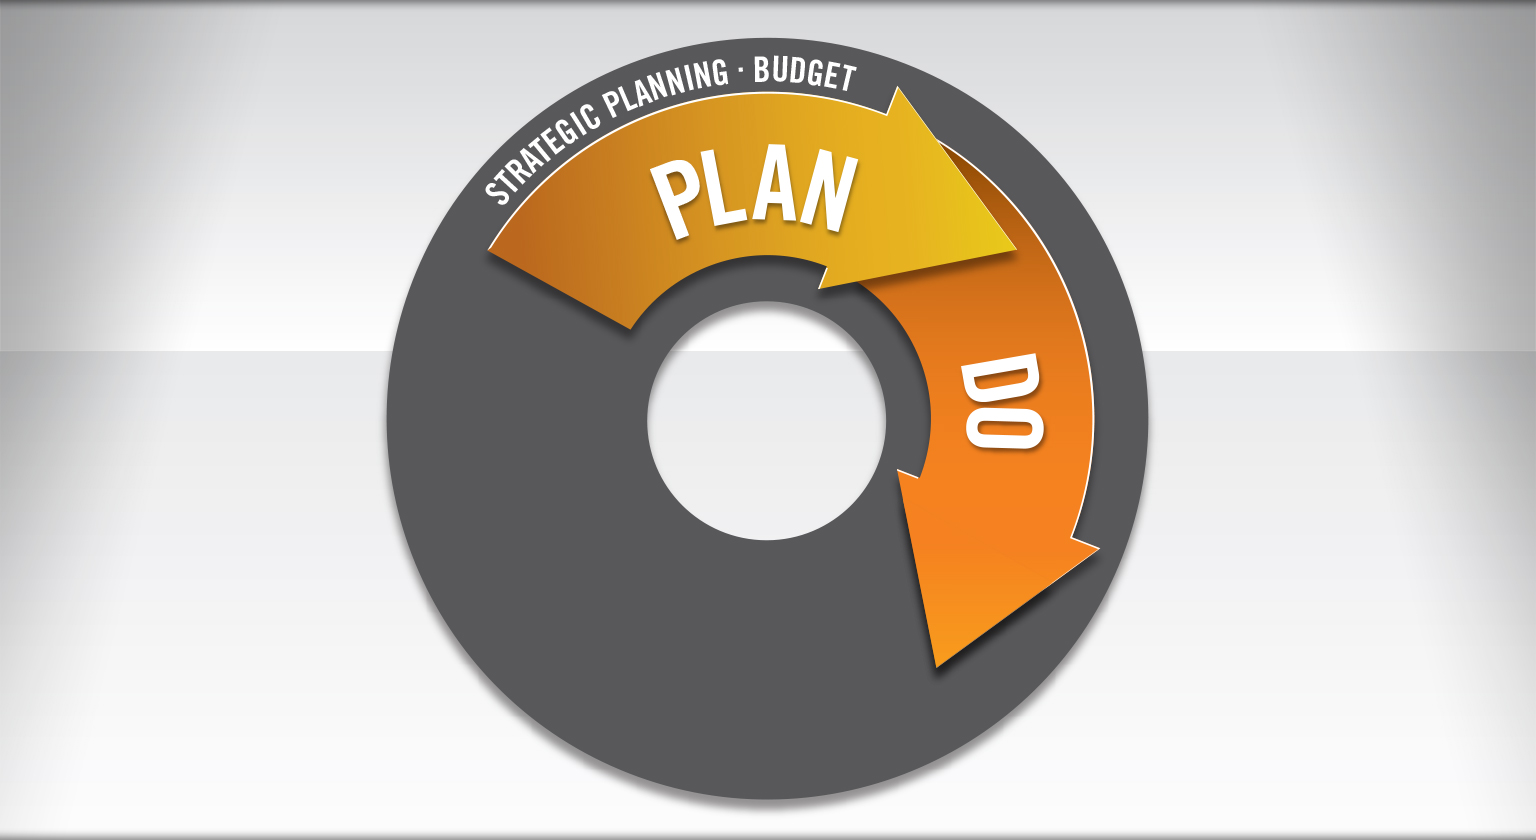 STRATEGIC PLANNING · BUDGET
PLAN
DO